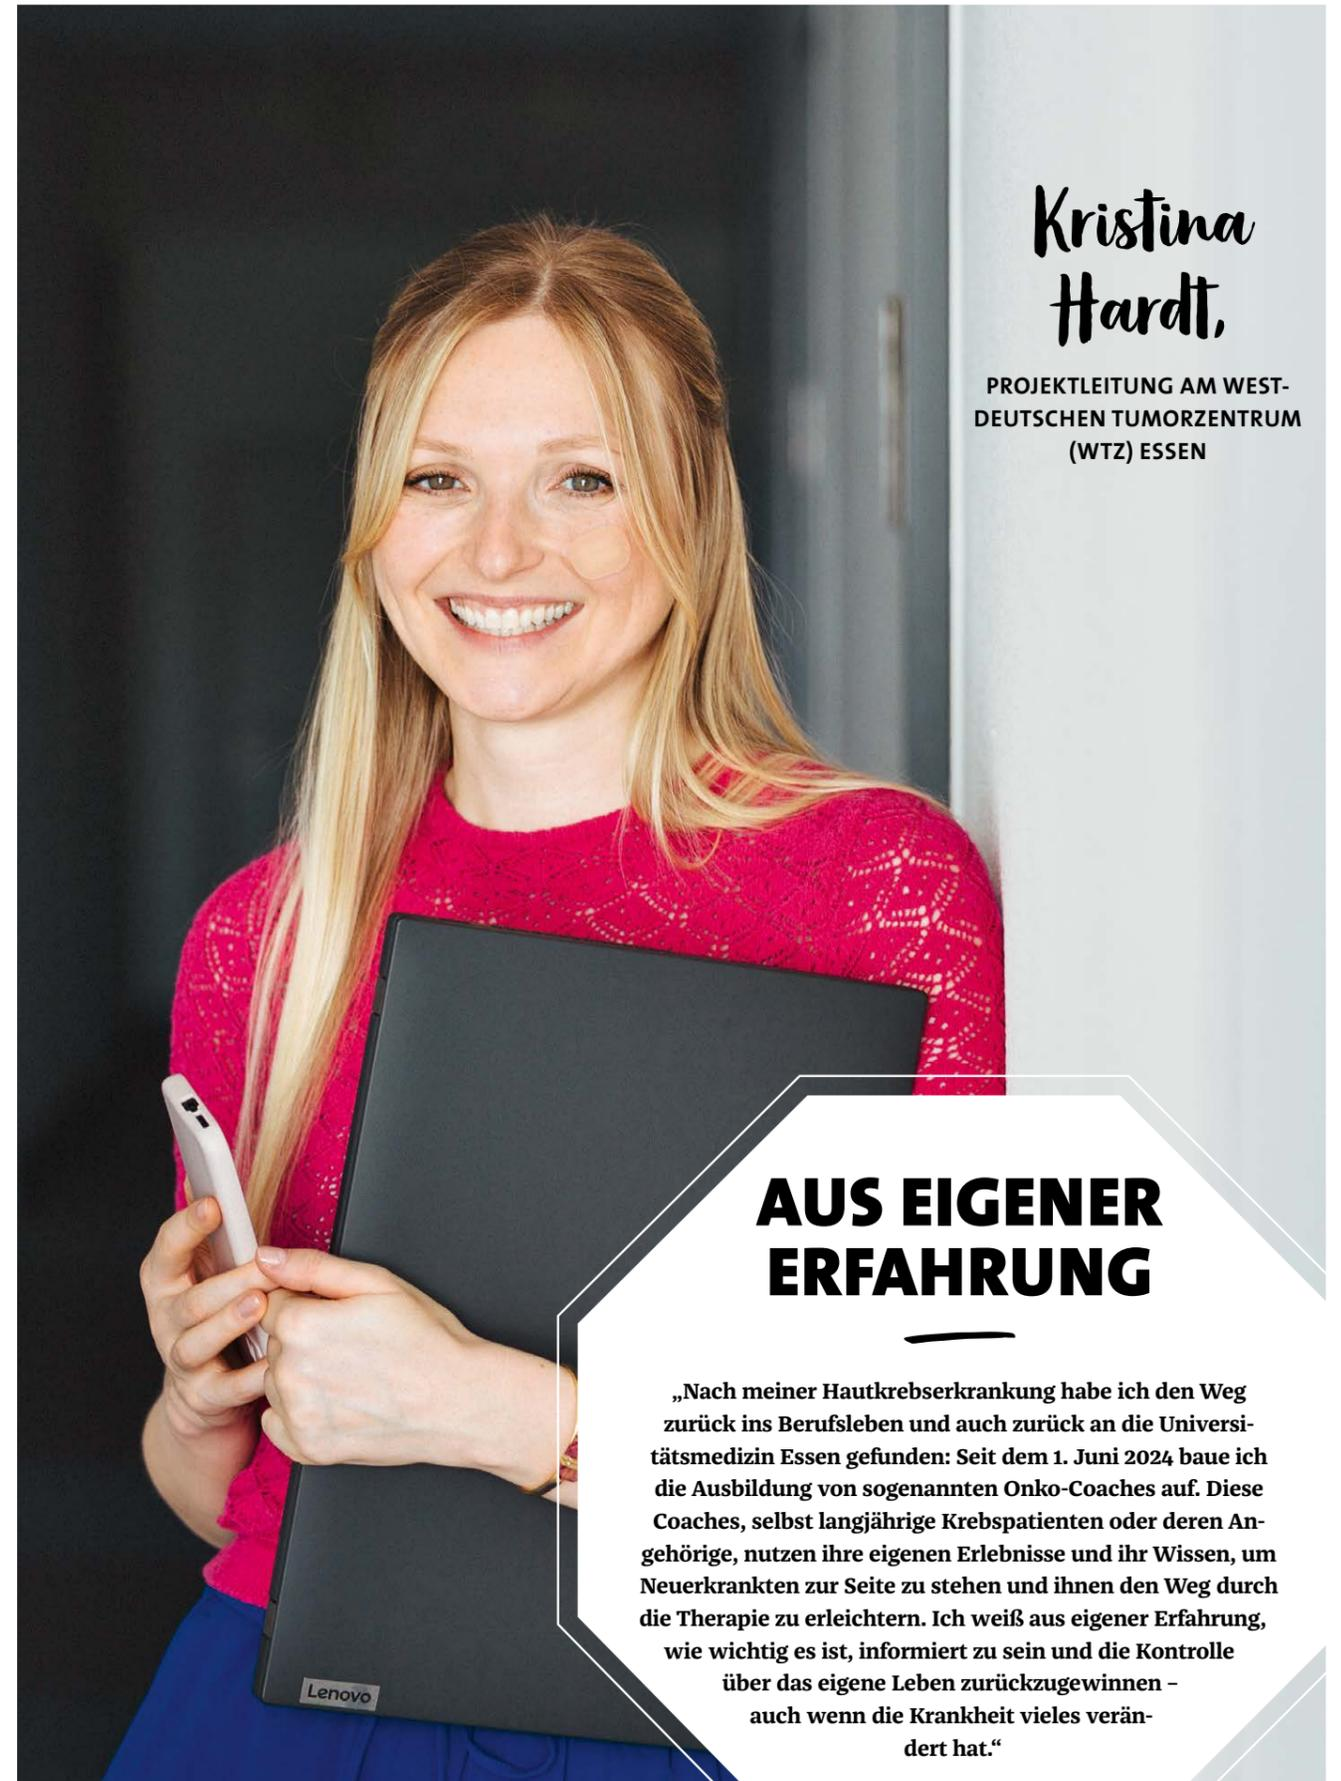 Kristina
Hardt,
PROJEKTLEITUNG AM WEST-
DEUTSCHEN TUMORZENTRUM
(WTZ) ESSEN
AUS EIGENER
ERFAHRUNG
„Nach meiner Hautkrebserkrankung habe ich den Weg
zurück ins Berufsleben und auch zurück an die Universi-
tätsmedizin Essen gefunden: Seit dem 1. Juni 2024 baue ich
die Ausbildung von sogenannten Onko-Coaches auf. Diese
Coaches, selbst langjährige Krebspatienten oder deren An-
gehörige, nutzen ihre eigenen Erlebnisse und ihr Wissen, um
Neuerkrankten zur Seite zu stehen und ihnen den Weg durch
die Therapie zu erleichtern. Ich weiß aus eigener Erfahrung,
wie wichtig es ist, informiert zu sein und die Kontrolle
über das eigene Leben zurückzugewinnen –
auch wenn die Krankheit vieles verän-
dert hat.“
Lenovo